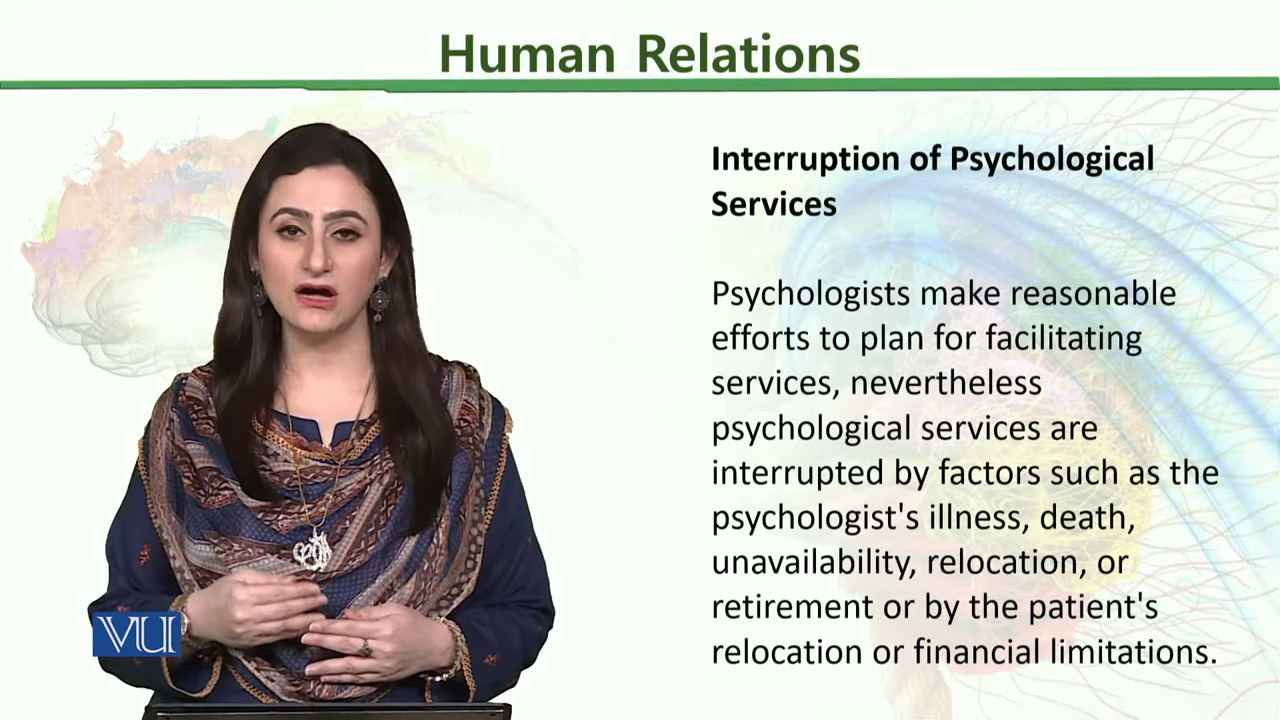 Human Relations
Interruption of Psychological
Services
Psychologists make reasonable
efforts to plan for facilitating
services, nevertheless
psychological services are
interrupted by factors such as the
psychologist's illness, death,
unavailability, relocation, or
retirement or by the patient's
relocation or financial limitations.
VU